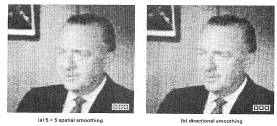 (a) 5 × 5 spatial smoothing
(b) directional smoothing